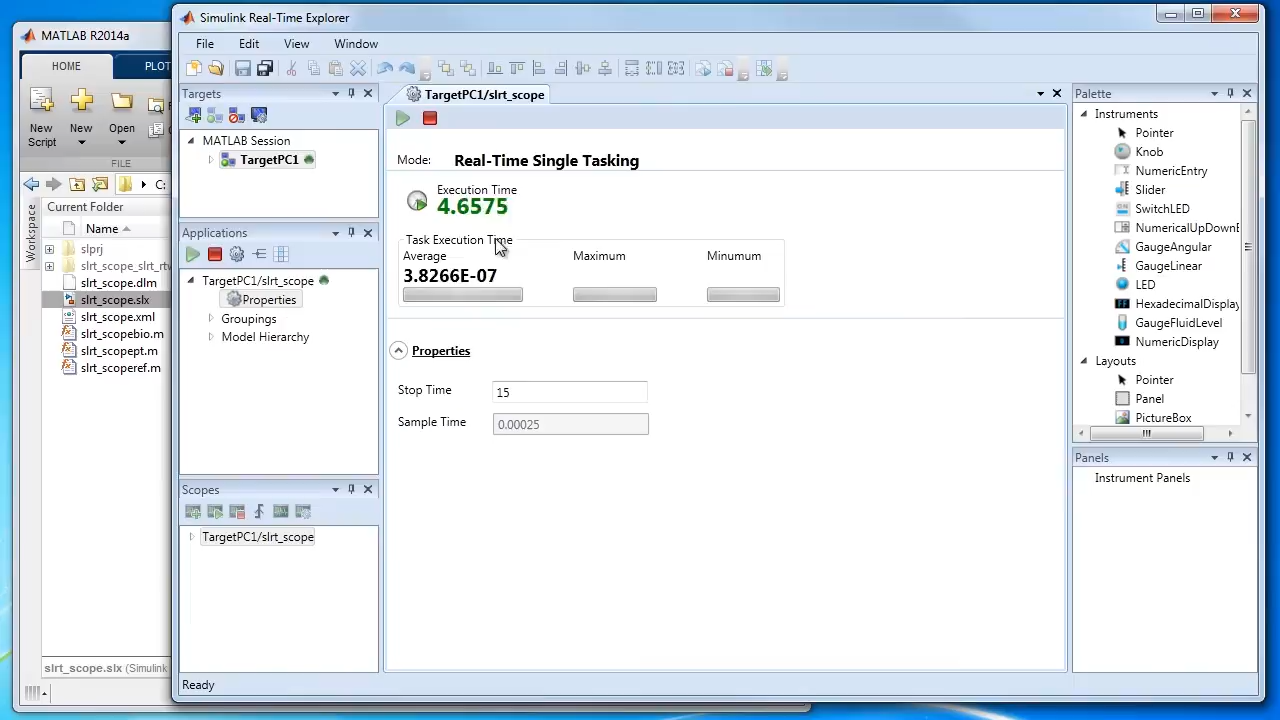 MATLAB R2014a
HOME
PLOT
New
Script
New
Open
FILE
C:
Current Folder
Workspace
Name
slprj
slrt_scope_slrt_rtw
slrt_scope.dlm
slrt_scope.slx
slrt_scope.xml
slrt_scopebio.m
slrt_scopept.m
slrt_scoperef.m
slrt_scope.slx (Simulink
Simulink Real-Time Explorer
File Edit View Window
Targets
MATLAB Session
TargetPC1
Applications
TargetPC1/slrt_scope
Properties
Groupings
Model Hierarchy
Scopes
TargetPC1/slrt_scope
Ready
TargetPC1/slrt_scope
Mode: Real-Time Single Tasking
Execution Time
4.6575
Task Execution Time
Average Maximum Minumum
3.8266E-07
Properties
Stop Time 15
Sample Time 0.00025
Palette
Instruments
Pointer
Knob
NumericEntry
Slider
SwitchLED
NumericalUpDownE
GaugeAngular
GaugeLinear
LED
HexadecimalDisplay
GaugeFluidLevel
NumericDisplay
Layouts
Pointer
Panel
PictureBox
Panels
Instrument Panels